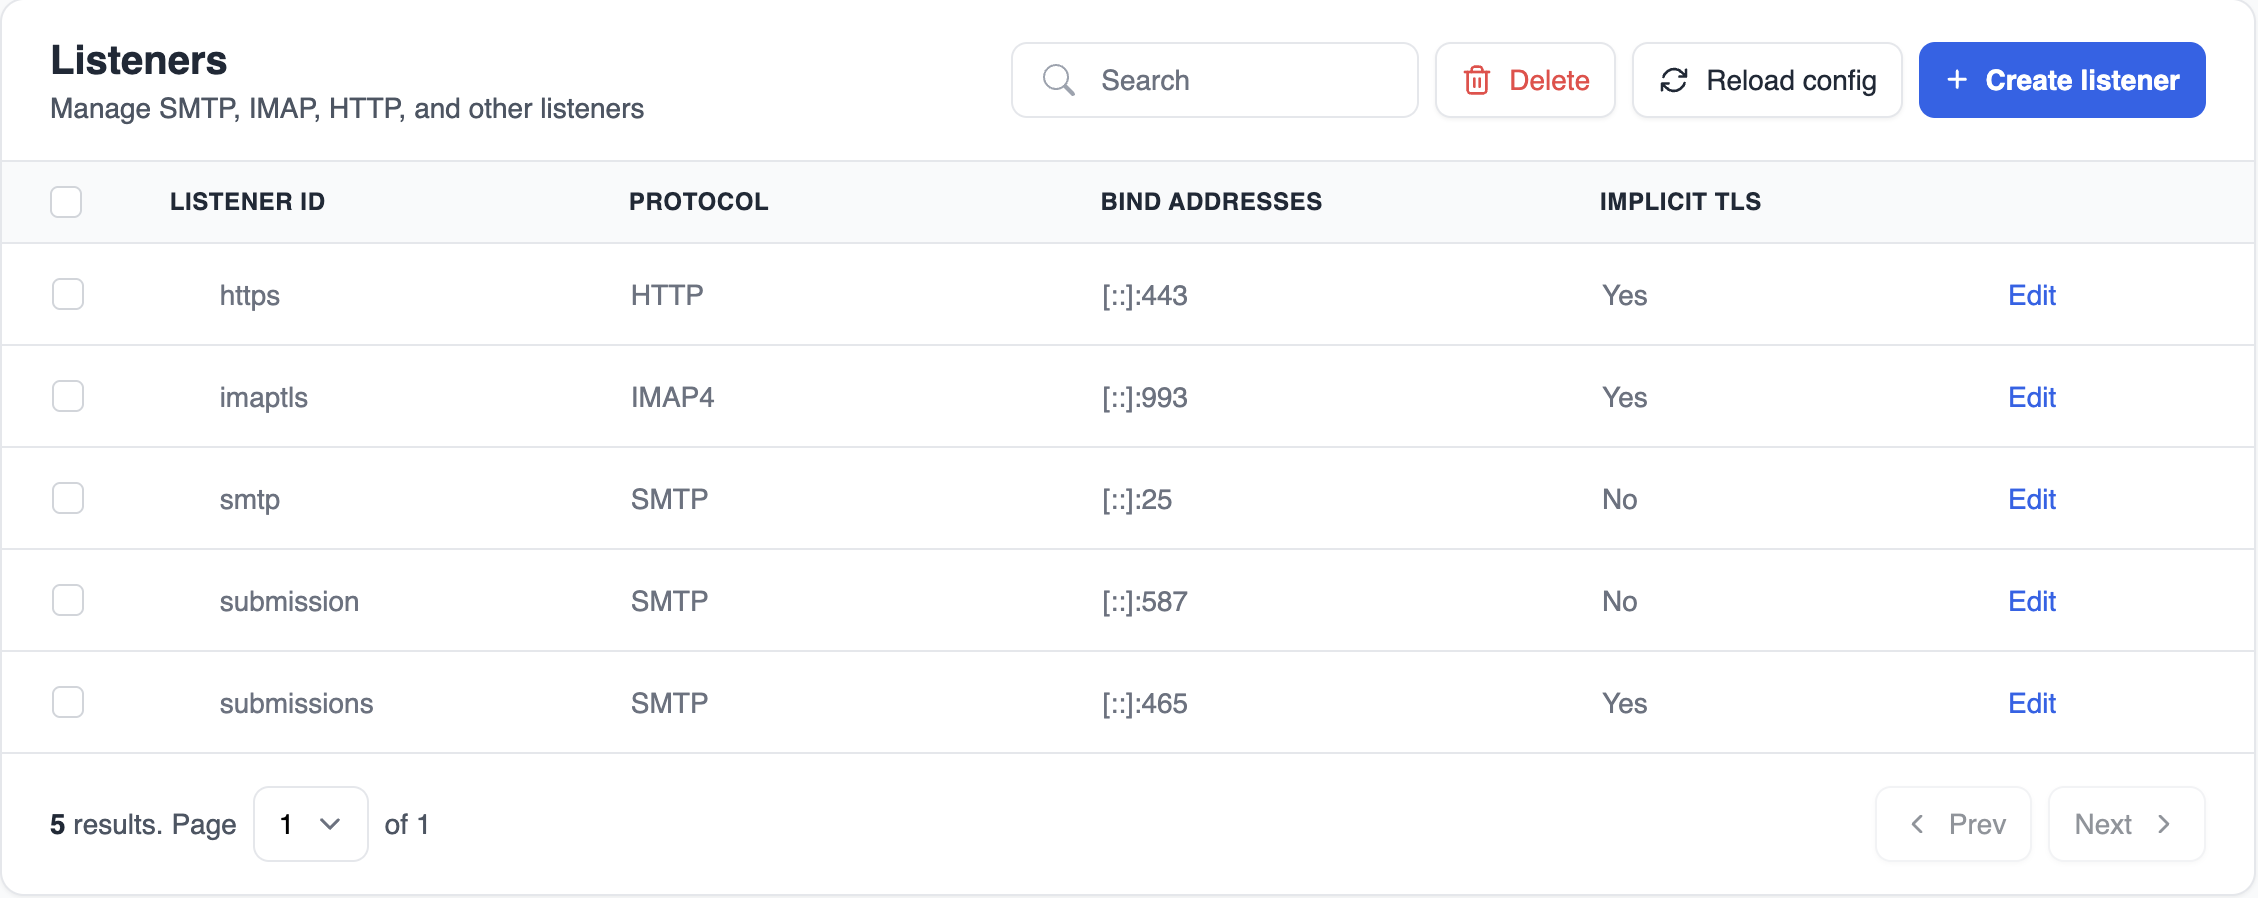 Listeners
Manage SMTP, IMAP, HTTP, and other listeners
Search
Delete
Reload config
+ Create listener
LISTENER ID PROTOCOL BIND ADDRESSES IMPLICIT TLS
https HTTP [::]:443 Yes Edit
imaptls IMAP4 [::]:993 Yes Edit
smtp SMTP [::]:25 No Edit
submission SMTP [::]:587 No Edit
submissions SMTP [::]:465 Yes Edit
5 results. Page 1 of 1
Prev
Next